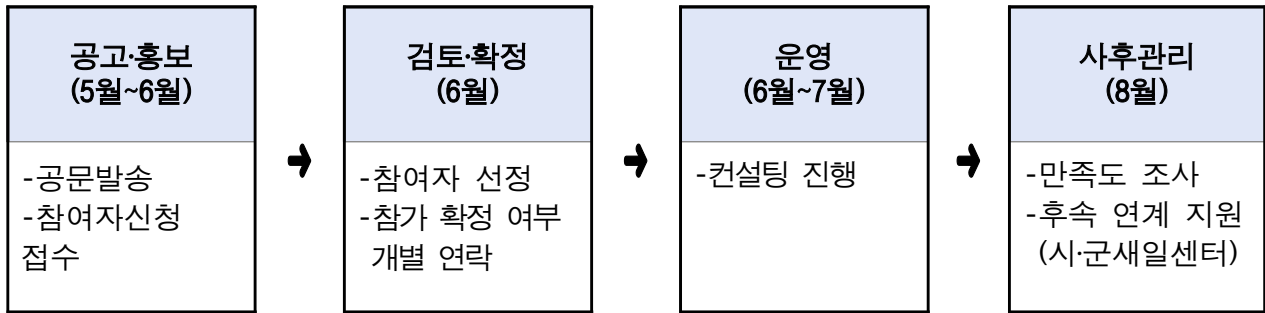 공고·홍보
(5월~6월)
-공문발송
-참여자신청
접수
검토·확정
(6월)
-참여자 선정
-참가 확정 여부
개별 연락
운영
(6월~7월)
-컨설팅 진행
사후관리
(8월)
-만족도 조사
-후속 연계 지원
(시·군새일센터)